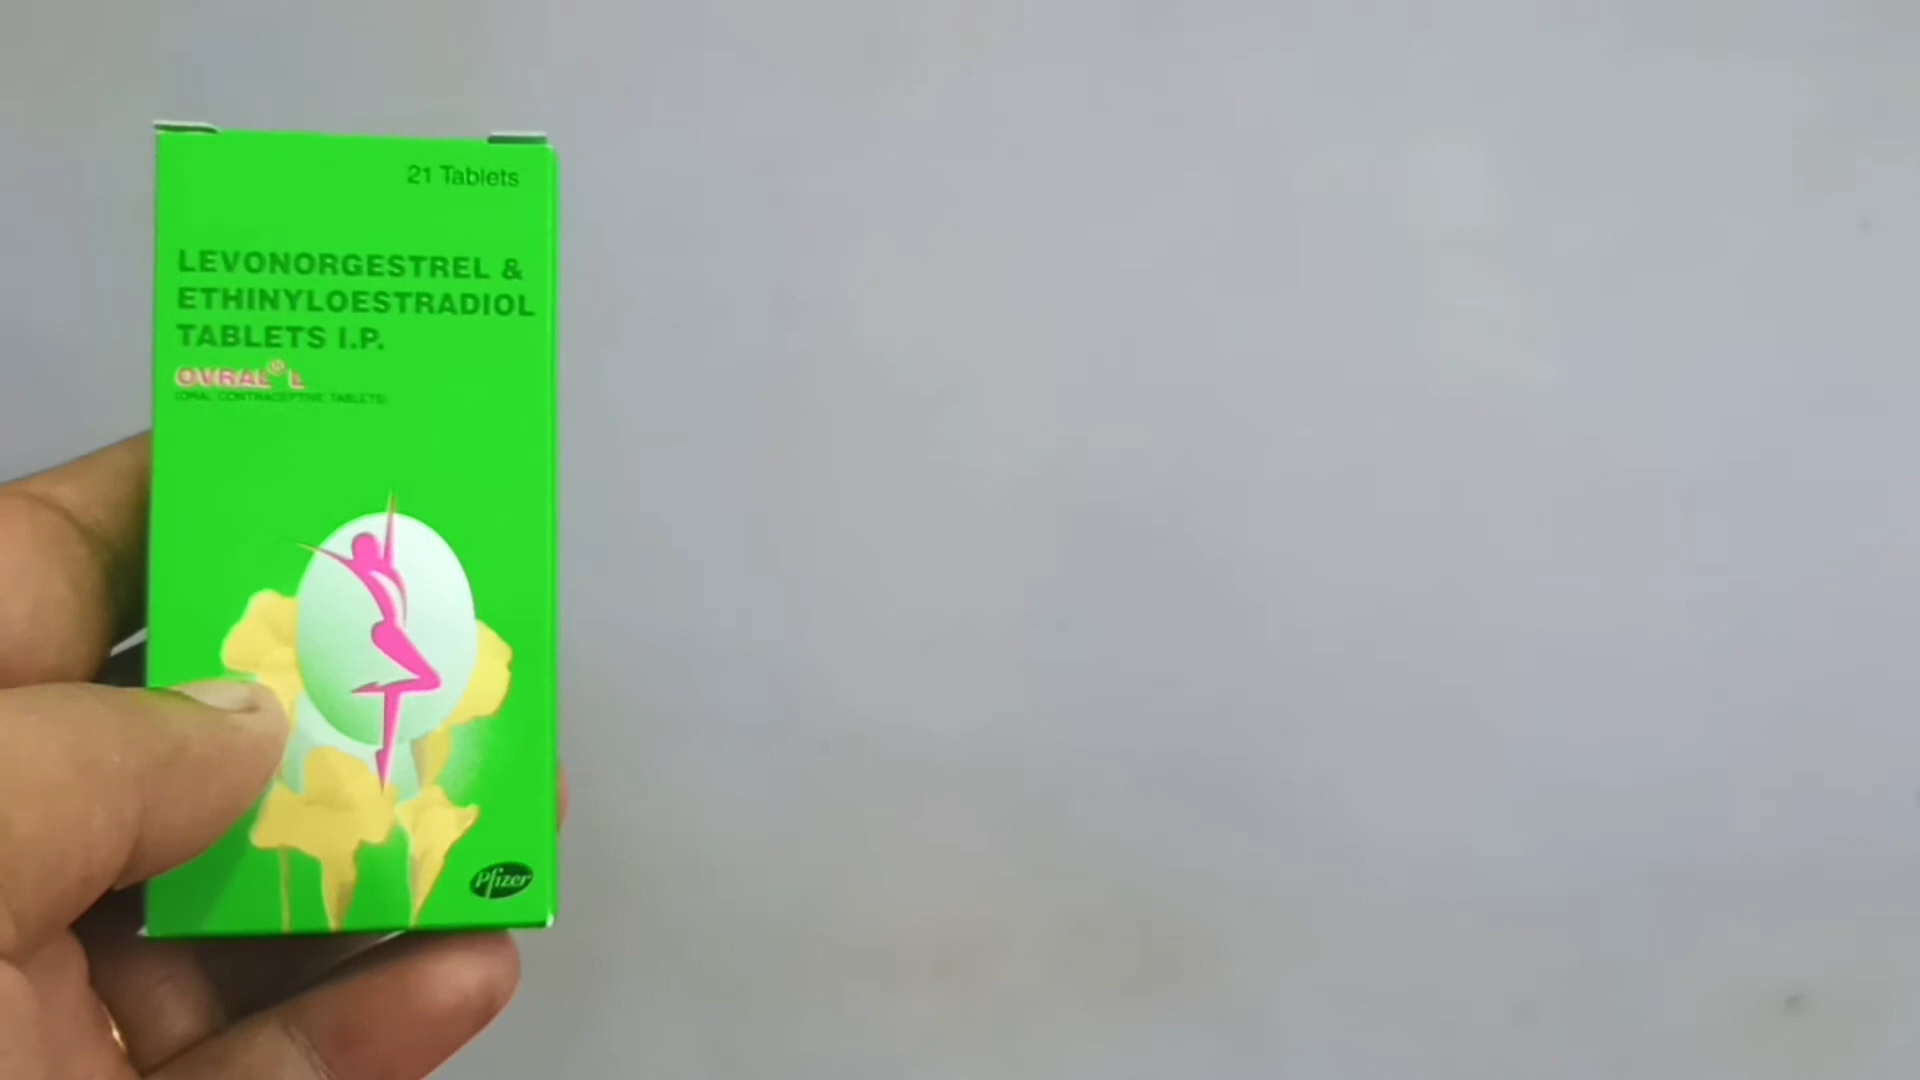 21 Tablets
LEVONORGESTREL &
ETHINYLOESTRADIOL
TABLETS I.P.
OVRAL® L
(ORAL CONTRACEPTIVE TABLETS)
Pfizer